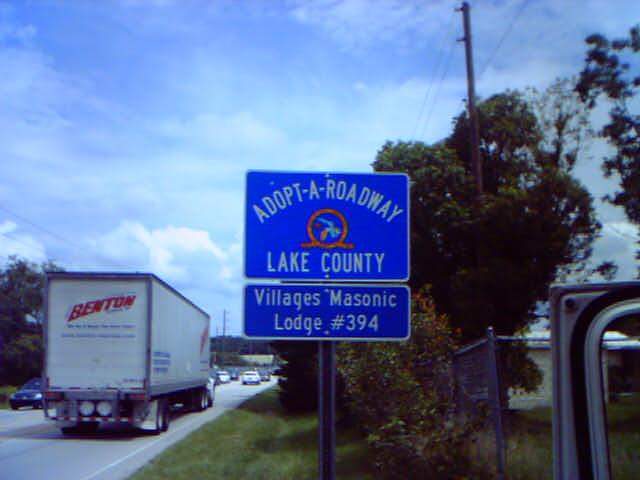 ADOPT-A-ROADWAY
LAKE COUNTY
Villages Masonic
Lodge #394
BENTON